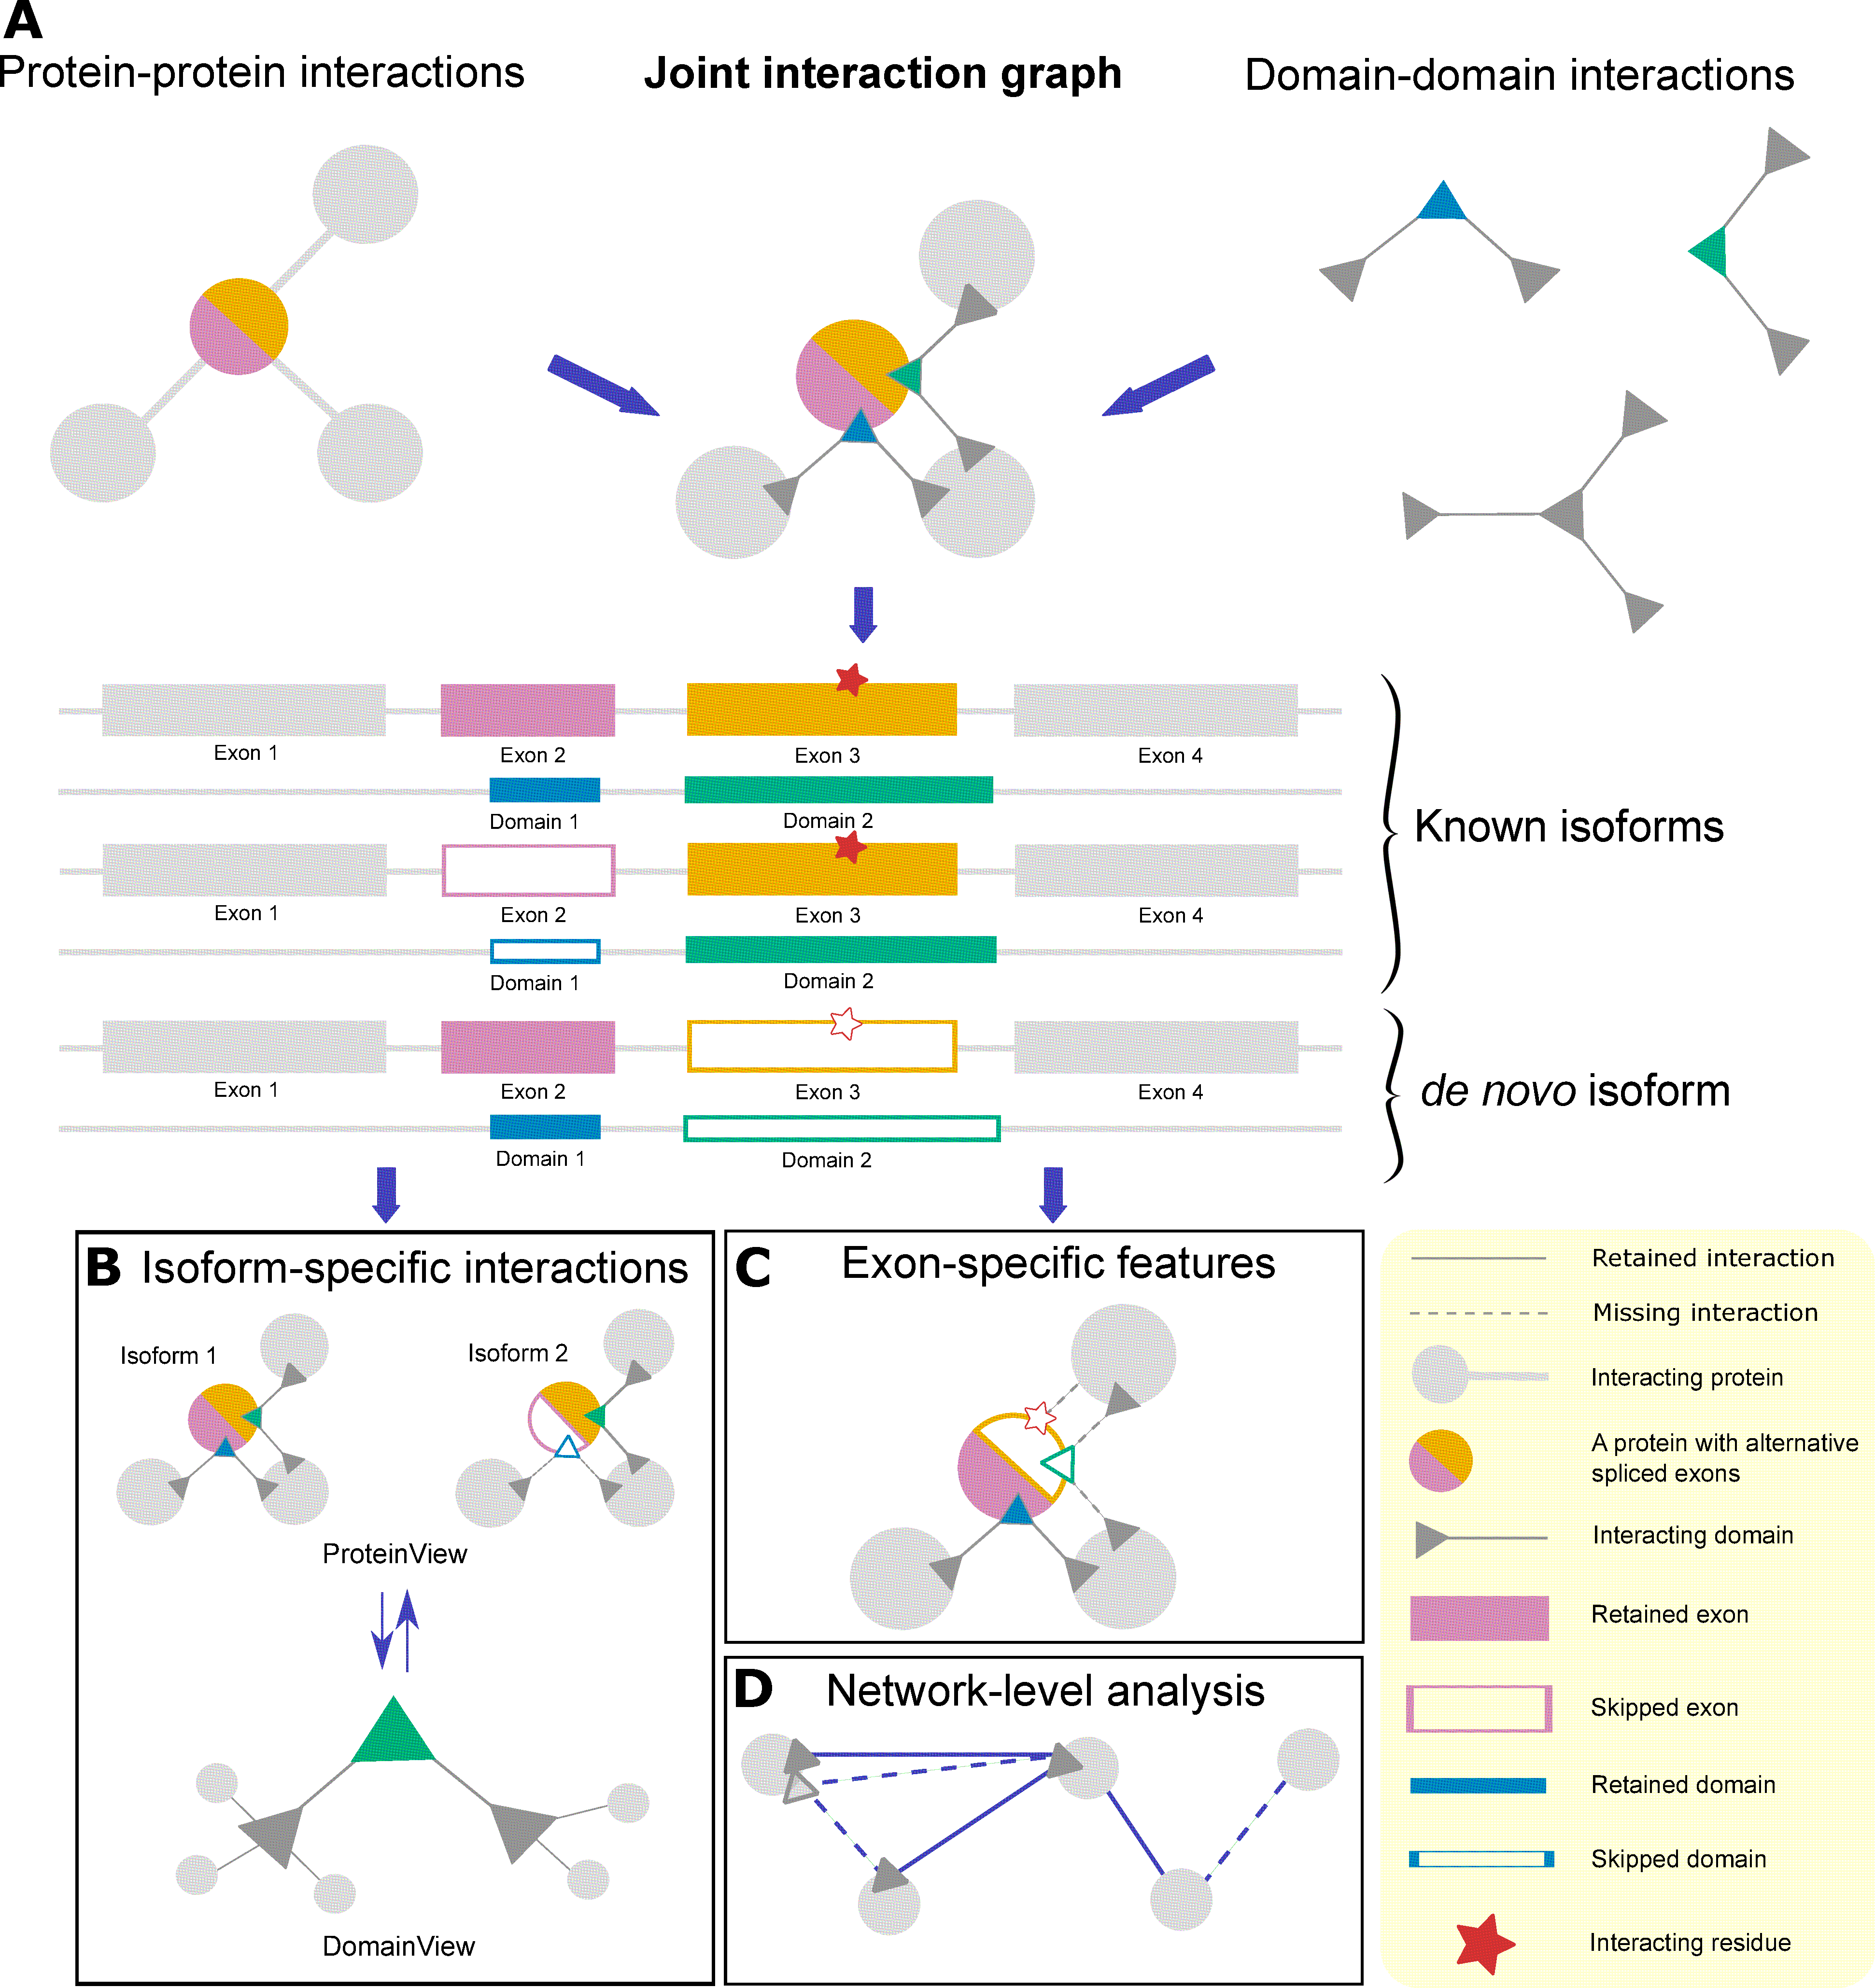 A
Protein-protein interactions
Joint interaction graph
Domain-domain interactions
Exon 1
Exon 2
Exon 3
Exon 4
Domain 1
Domain 2
Exon 1
Exon 2
Exon 3
Exon 4
Domain 1
Domain 2
Known isoforms
Exon 1
Exon 2
Exon 3
Exon 4
Domain 1
Domain 2
de novo isoform
B Isoform-specific interactions
Isoform 1
Isoform 2
ProteinView
DomainView
C Exon-specific features
D Network-level analysis
Retained interaction
Missing interaction
Interacting protein
A protein with alternative
spliced exons
Interacting domain
Retained exon
Skipped exon
Retained domain
Skipped domain
Interacting residue